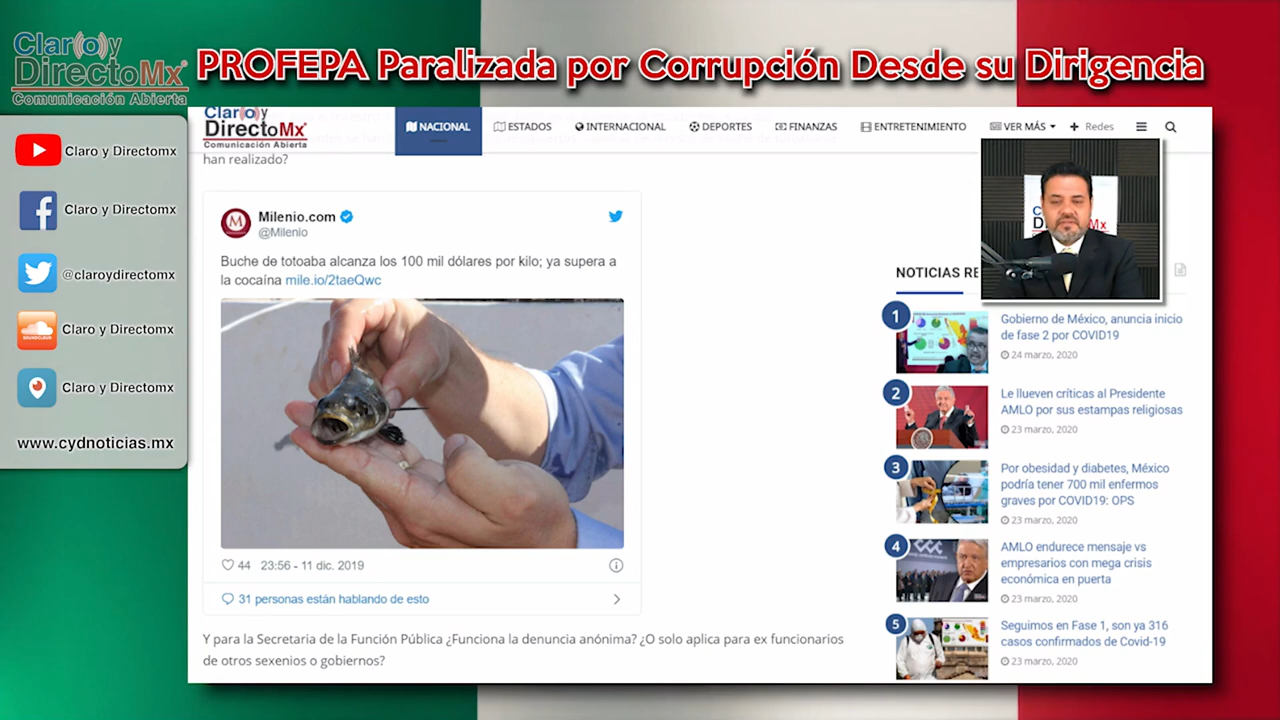 Claro y
DirectoMx
Comunicación Abierta
PROFEPA Paralizada por Corrupción Desde su Dirigencia
Claro y Directomx
Claro y Directomx
@claroydirectomx
SOUNDCLOUD
Claro y Directomx
Claro y Directomx
www.cydnoticias.mx
Claro y
DirectoMx
Comunicación Abierta
NACIONAL
ESTADOS
INTERNACIONAL
DEPORTES
FINANZAS
ENTRETENIMIENTO
VER MÁS
Redes
han realizado?
Milenio.com
@Milenio
Buche de totoaba alcanza los 100 mil dólares por kilo; ya supera a
la cocaína mile.io/2taeQwc
44 23:56 - 11 dic. 2019
31 personas están hablando de esto
Y para la Secretaria de la Función Pública ¿Funciona la denuncia anónima? ¿O solo aplica para ex funcionarios
de otros sexenios o gobiernos?
NOTICIAS RE
1
Gobierno de México, anuncia inicio
de fase 2 por COVID19
24 marzo, 2020
2
Le llueven críticas al Presidente
AMLO por sus estampas religiosas
23 marzo, 2020
3
Por obesidad y diabetes, México
podría tener 700 mil enfermos
graves por COVID19: OPS
23 marzo, 2020
4
AMLO endurece mensaje vs
empresarios con mega crisis
económica en puerta
23 marzo, 2020
5
Seguimos en Fase 1, son ya 316
casos confirmados de Covid-19
23 marzo, 2020